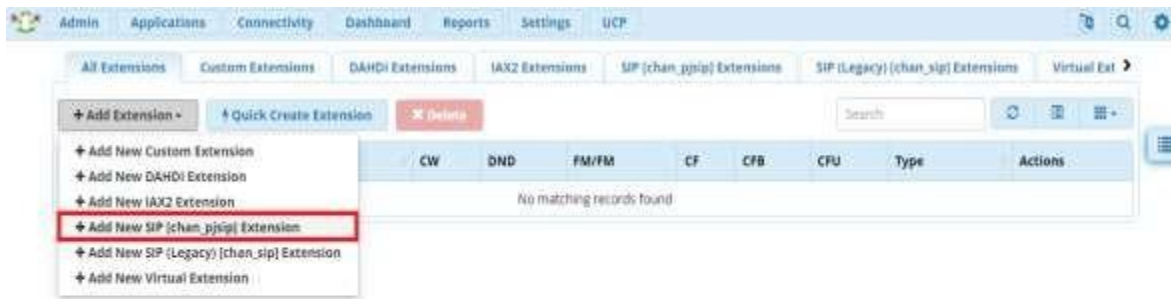 Admin Applications Connectivity Dashboard Reports Settings UCP
All Extensions Custom Extensions DAHDi Extensions IAX2 Extensions SIP [chan_pjsip] Extensions SIP (Legacy) [chan_sip] Extensions Virtual Ext
+ Add Extension Quick Create Extension Delete Search
CW DND FM/FM CF CFB CFU Type Actions
No matching records found
+ Add New Custom Extension
+ Add New DAHDi Extension
+ Add New IAX2 Extension
+ Add New SIP [chan_pjsip] Extension
+ Add New SIP (Legacy) [chan_sip] Extension
+ Add New Virtual Extension